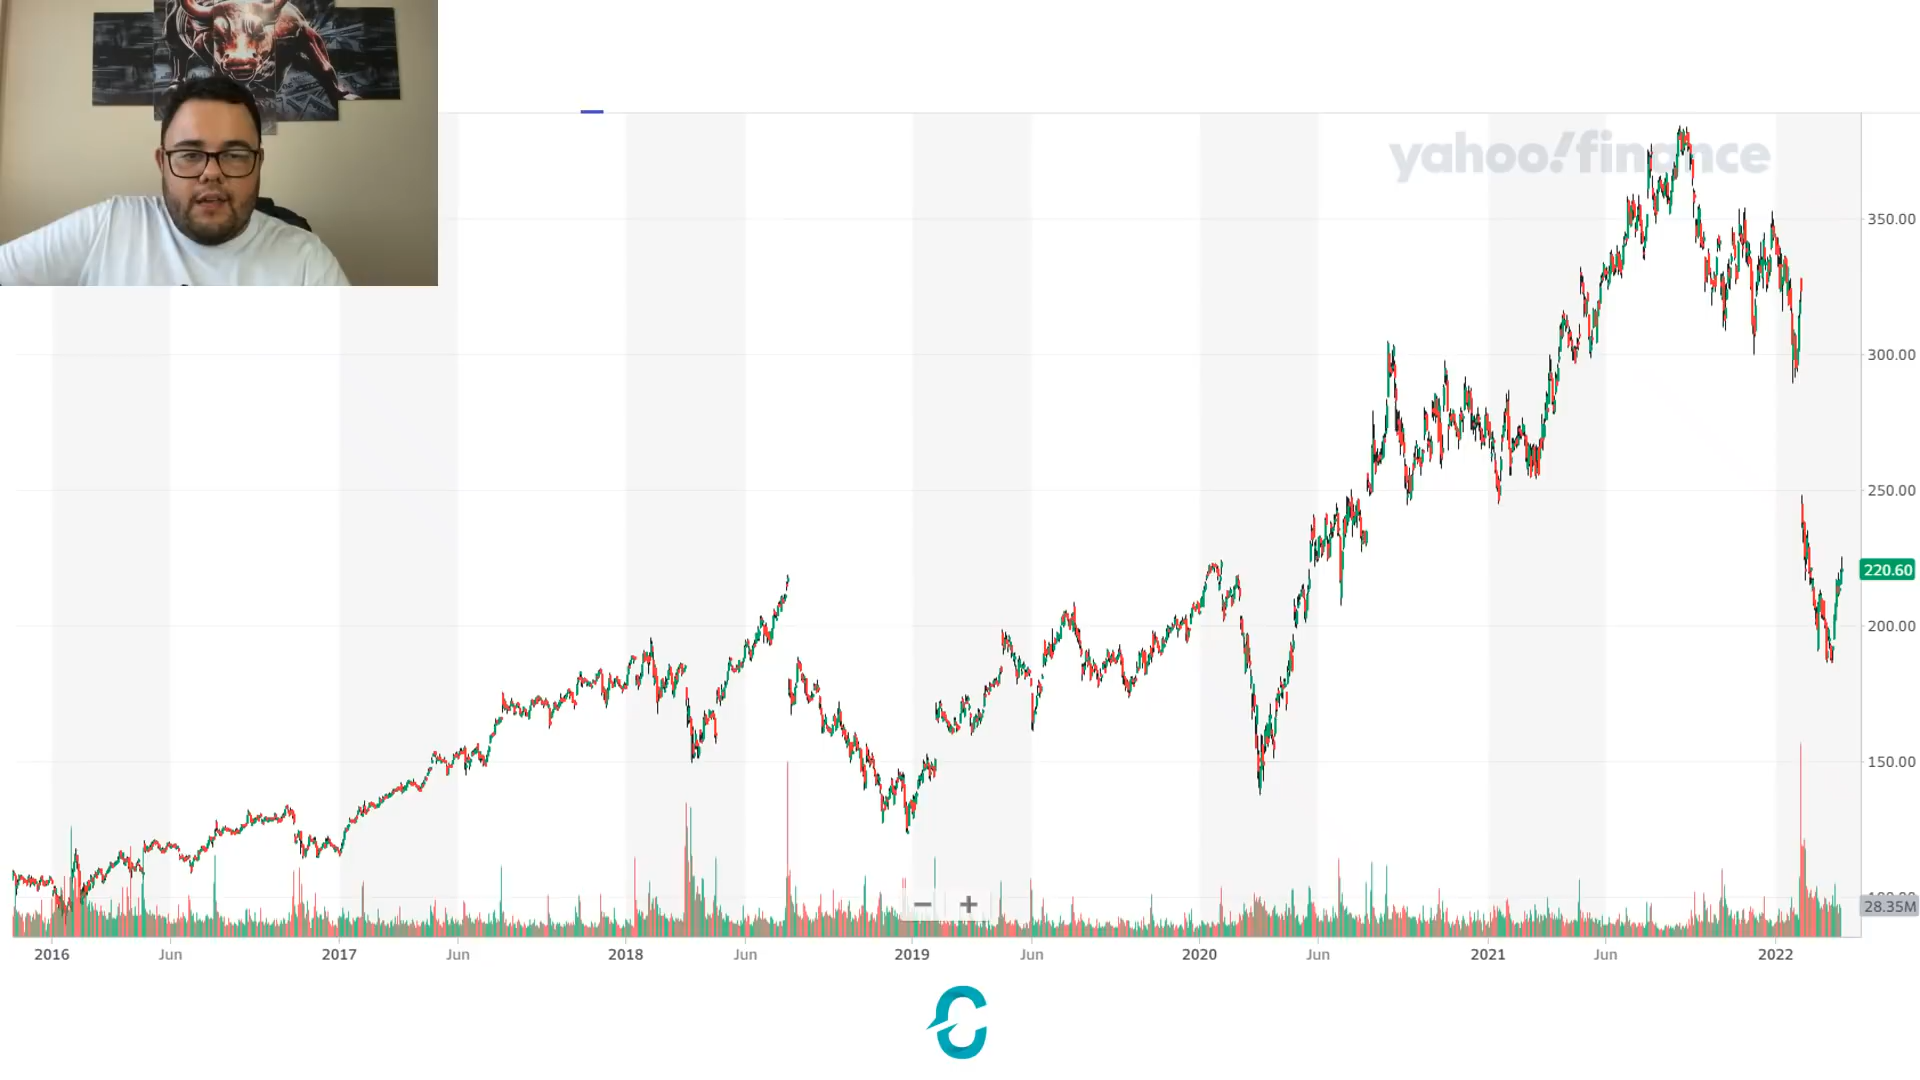 yahoo!finance
350.00
300.00
250.00
220.60
200.00
150.00
28.35M
2016 Jun 2017 Jun 2018 Jun 2019 Jun 2020 Jun 2021 Jun 2022